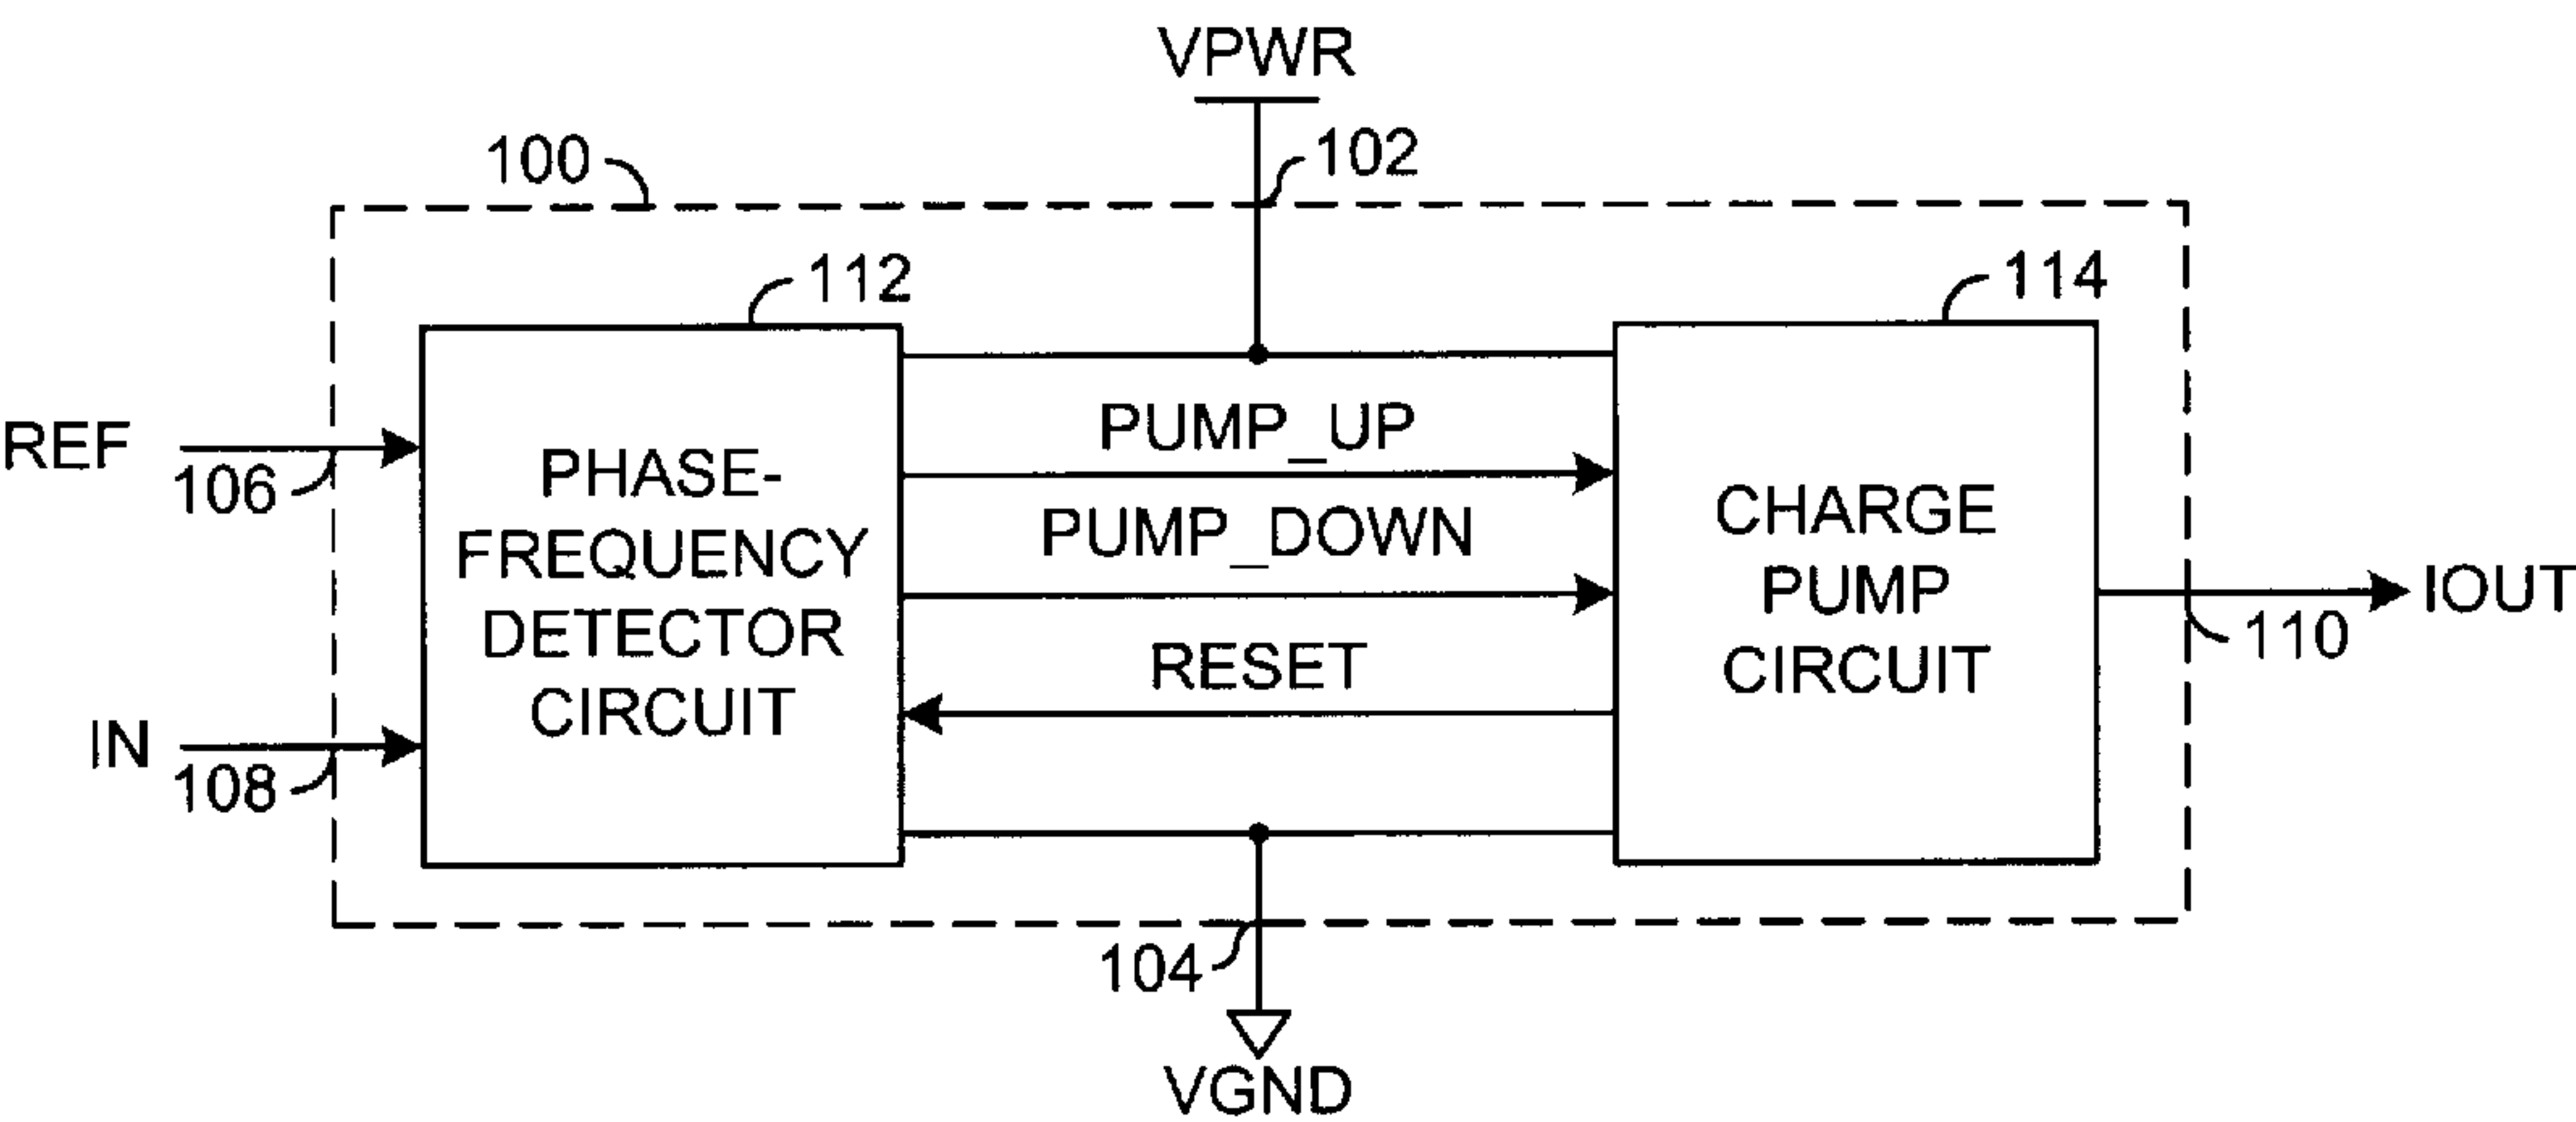 VPWR
100
102
112
114
REF
106
PHASE-
FREQUENCY
DETECTOR
CIRCUIT
PUMP_UP
PUMP_DOWN
RESET
CHARGE
PUMP
CIRCUIT
IOUT
110
IN
108
104
VGND